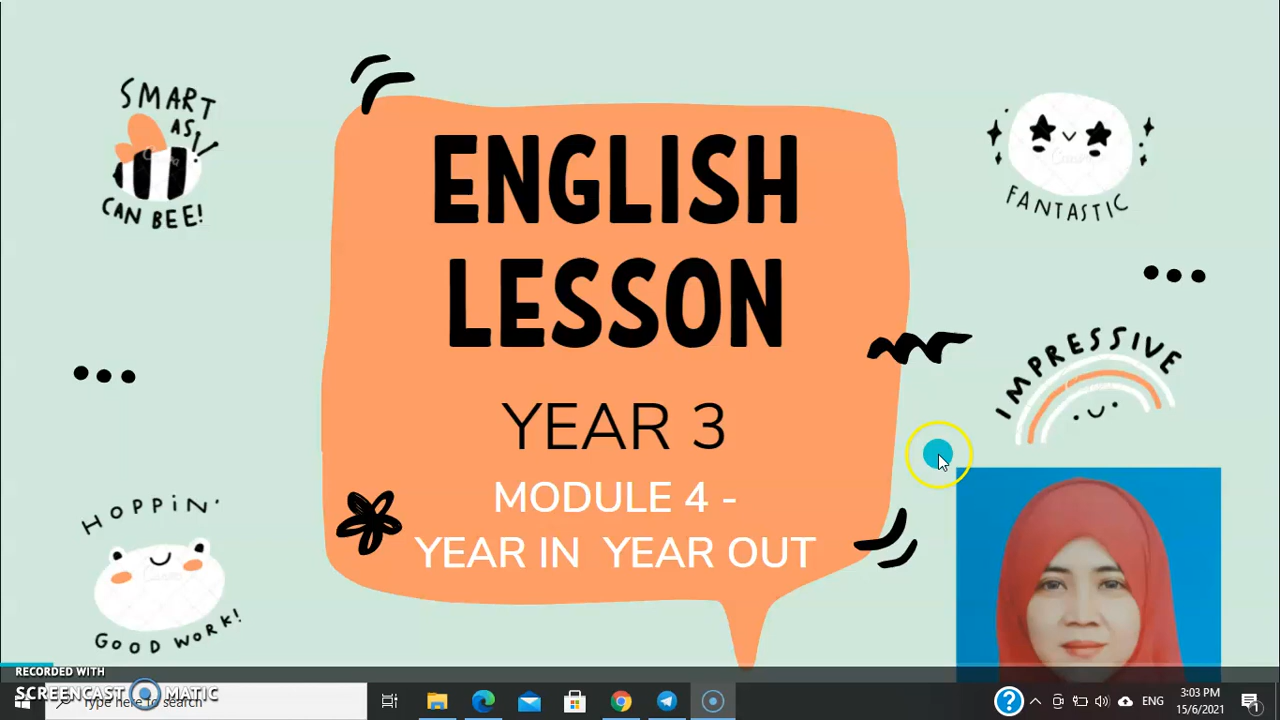 SMART
AS
CAN BEE!
ENGLISH
LESSON
YEAR 3
MODULE 4 -
YEAR IN YEAR OUT
FANTASTIC
IMPRESSIVE
HOPPIN'
GOOD WORK!
RECORDED WITH
SCREENCAST MATIC
Type here to search
ENG
3:03 PM
15/6/2021
1